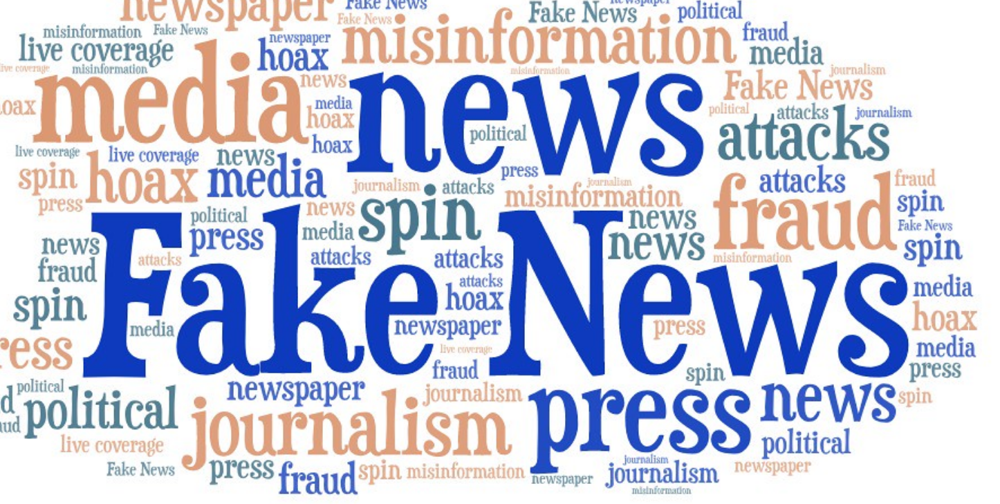 newspaper Fake News Fake News newspaper political
misinformation Fake News newspaper Fake News misinformation fraud
live coverage hoax media
live coverage misinformation misinformation journalism
media news news Fake News
hoax media political attacks journalism
hoax political attacks
live coverage live coverage news hoax press
spin hoax media journalism attacks journalism attacks fraud
press news spin misinformation fraud spin
political media news Fake News
news press news spin
fraud attacks attacks attacks misinformation
Fake News
attacks media
spin hoax hoax
media newspaper press media
press live coverage press
fraud spin
political newspaper journalism press news spin
political journalism
live coverage political
Fake News press spin misinformation journalism newspaper
fraud newspaper journalism
misinformation